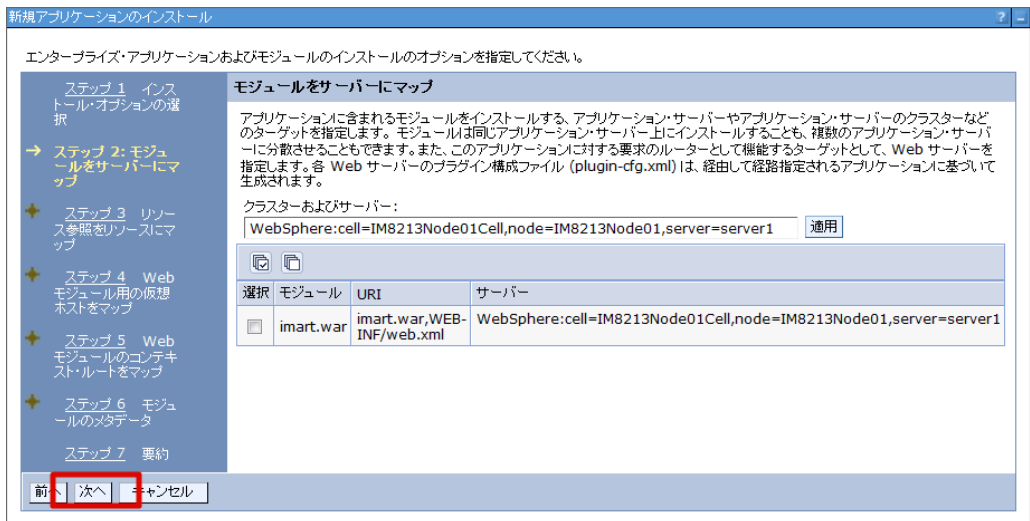 新規アプリケーションのインストール
? –
エンタープライズ・アプリケーションおよびモジュールのインストールのオプションを指定してください。
ステップ 1 インス
トール・オプションの選
択
→ ステップ 2: モジュ
ールをサーバーにマ
ップ
ステップ 3 リソー
ス参照をリソースにマ
ップ
ステップ 4 Web
モジュール用の仮想
ホストをマップ
ステップ 5 Web
モジュールのコンテキ
スト・ルートをマップ
ステップ 6 モジュ
ールのメタデータ
ステップ 7 要約
モジュールをサーバーにマップ
アプリケーションに含まれるモジュールをインストールする、アプリケーション・サーバーやアプリケーション・サーバーのクラスターなど
のターゲットを指定します。モジュールは同じアプリケーション・サーバー上にインストールすることも、複数のアプリケーション・サーバ
ーに分散させることもできます。また、このアプリケーションに対する要求のルーターとして機能するターゲットとして、Web サーバーを
指定します。各 Web サーバーのプラグイン構成ファイル (plugin-cfg.xml) は、経由して経路指定されるアプリケーションに基づいて
生成されます。
クラスターおよびサーバー:
WebSphere:cell=IM8213Node01Cell,node=IM8213Node01,server=server1 適用
選択 モジュール URI サーバー
imart.war imart.war,WEB- WebSphere:cell=IM8213Node01Cell,node=IM8213Node01,server=server1
INF/web.xml
前へ 次へ キャンセル